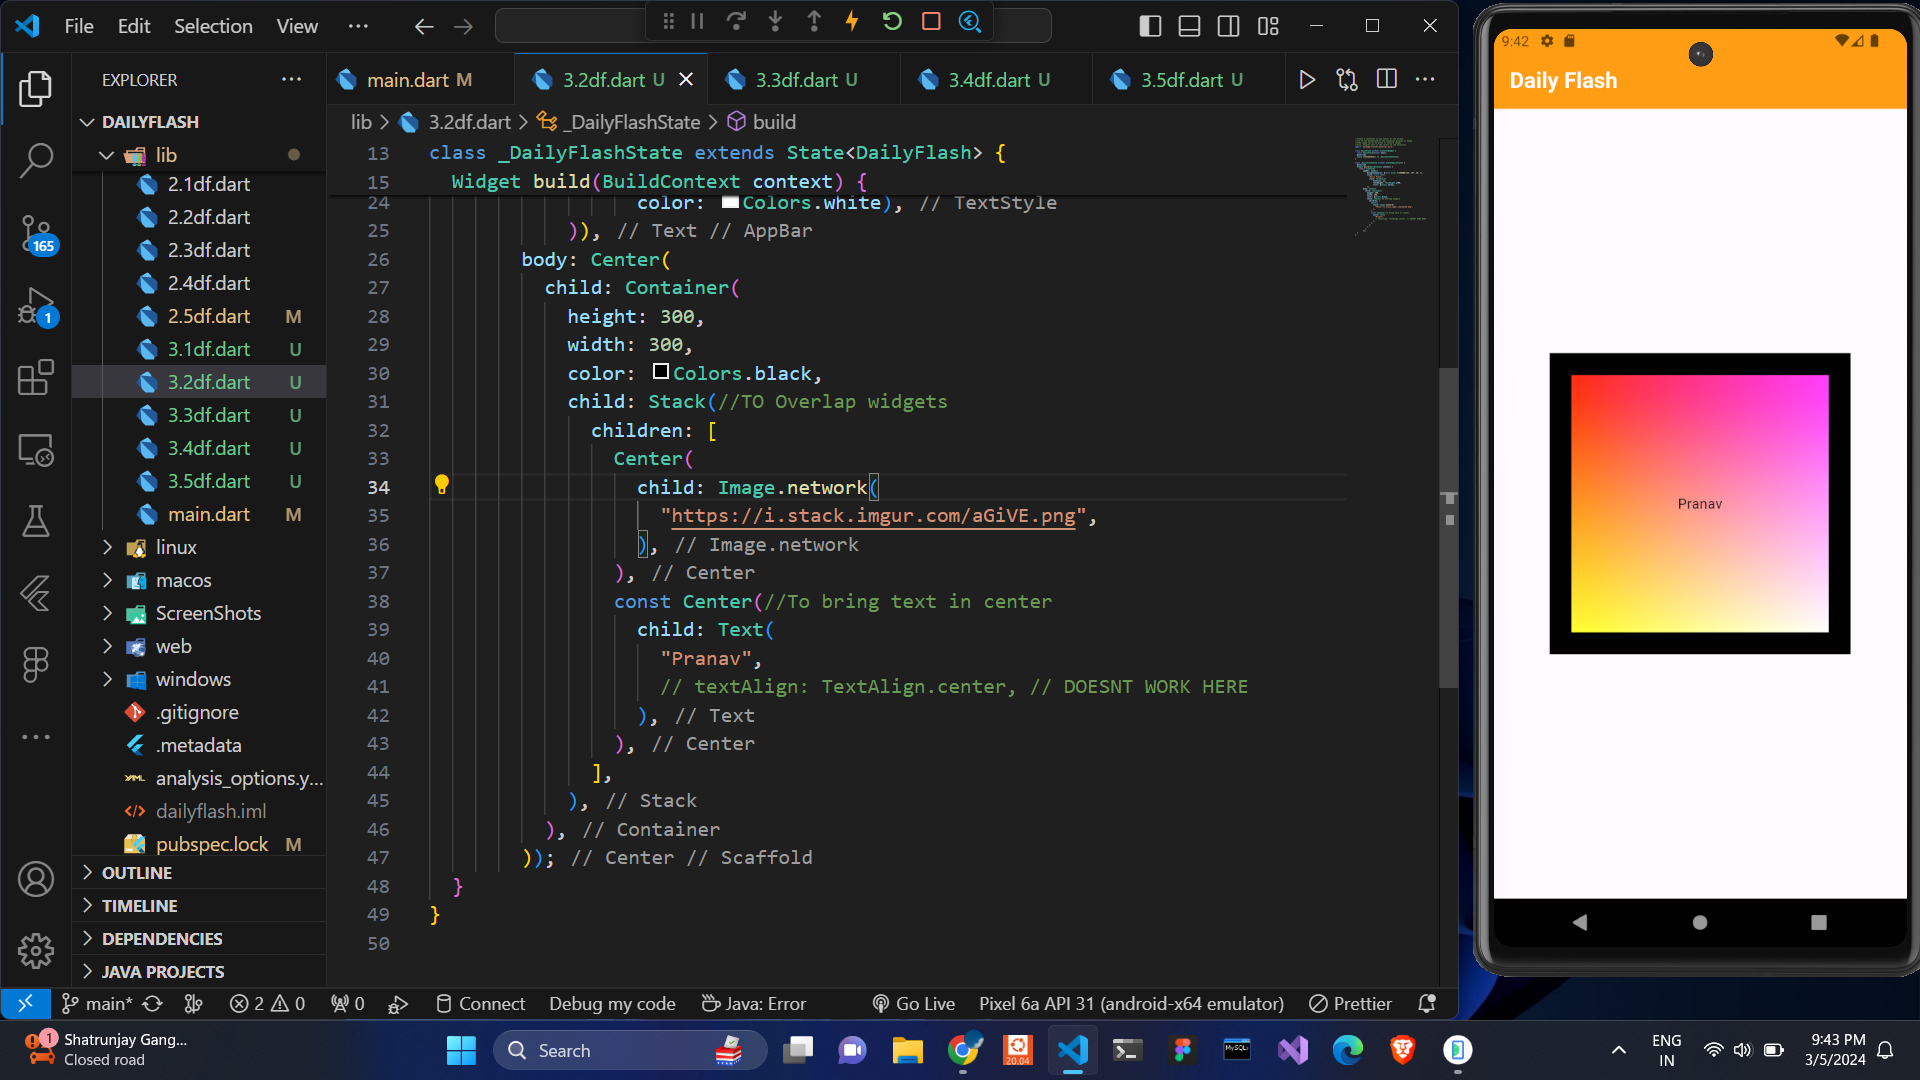 File Edit Selection View ···
EXPLORER ···
DAILYFLASH
lib
2.1df.dart
2.2df.dart
2.3df.dart
2.4df.dart
2.5df.dart M
3.1df.dart U
3.2df.dart U
3.3df.dart U
3.4df.dart U
3.5df.dart U
main.dart M
linux
macos
ScreenShots
web
windows
.gitignore
.metadata
analysis_options.y...
dailyflash.iml
pubspec.lock M
OUTLINE
TIMELINE
DEPENDENCIES
JAVA PROJECTS
165
1
main.dart M 3.2df.dart U 3.3df.dart U 3.4df.dart U 3.5df.dart U
lib > 3.2df.dart > _DailyFlashState > build
13 class _DailyFlashState extends State<DailyFlash> {
15 Widget build(BuildContext context) {
24 color: Colors.white), // TextStyle
25 )), // Text // AppBar
26 body: Center(
27 child: Container(
28 height: 300,
29 width: 300,
30 color: Colors.black,
31 child: Stack(//TO Overlap widgets
32 children: [
33 Center(
34 child: Image.network(
35 "https://i.stack.imgur.com/aGiVE.png",
36 ), // Image.network
37 ), // Center
38 const Center(//To bring text in center
39 child: Text(
40 "Pranav",
41 // textAlign: TextAlign.center, // DOESNT WORK HERE
42 ), // Text
43 ), // Center
44 ],
45 ), // Stack
46 ), // Container
47 )); // Center // Scaffold
48 }
49 }
50
main* 2 0 0 Connect Debug my code Java: Error Go Live Pixel 6a API 31 (android-x64 emulator) Prettier
9:42
Daily Flash
Pranav
1
Shatrunjay Gang...
Closed road
Search
20.04
MySQL
ENG
IN
9:43 PM
3/5/2024